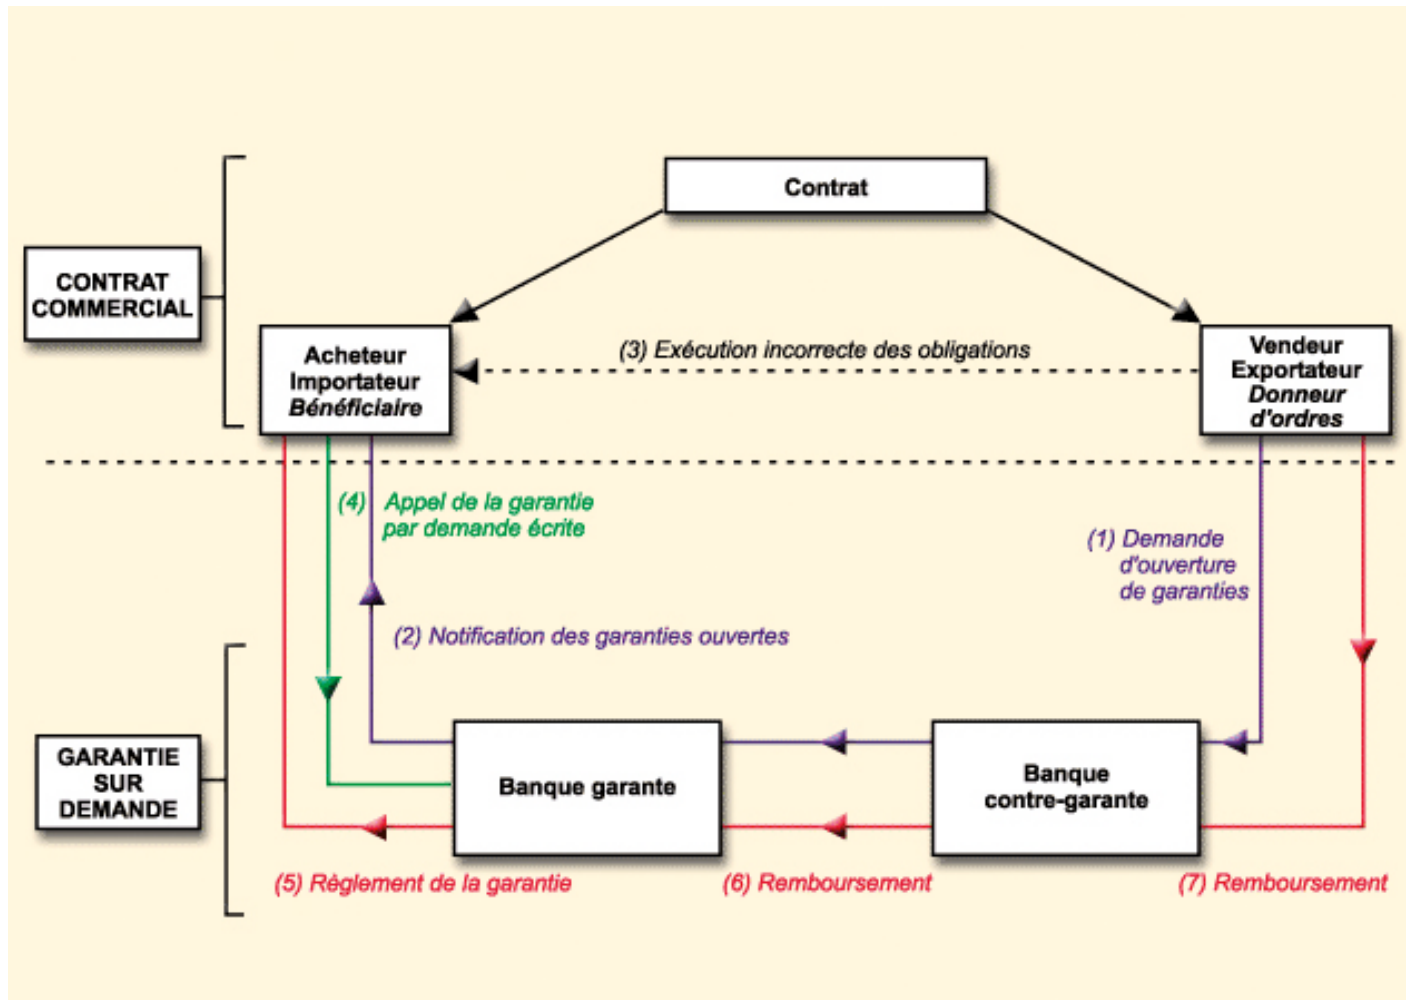 Contrat
CONTRAT
COMMERCIAL
Acheteur
Importateur
Bénéficiaire
(3) Exécution incorrecte des obligations
Vendeur
Exportateur
Donneur
d'ordres
(4) Appel de la garantie
par demande écrite
(1) Demande
d'ouverture
de garanties
(2) Notification des garanties ouvertes
GARANTIE
SUR
DEMANDE
Banque garante
Banque
contre-garante
(5) Règlement de la garantie
(6) Remboursement
(7) Remboursement